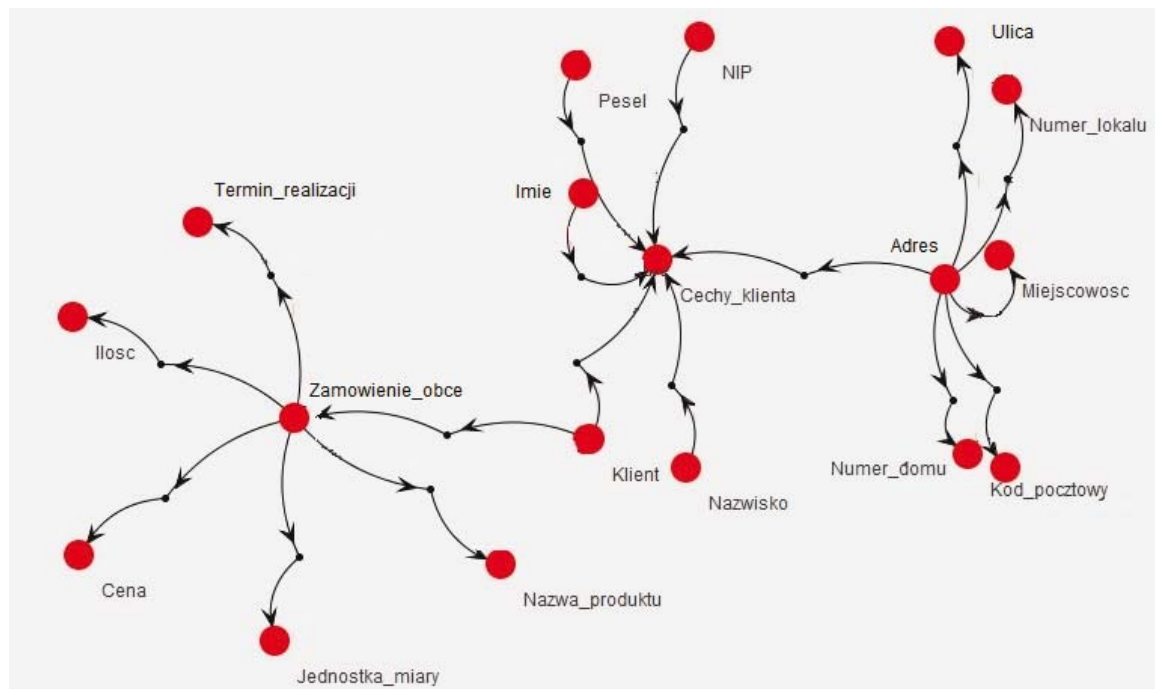 Ulica
NIP
Pesel
Numer_lokalu
Termin_realizacji
Imie
Adres
Cechy_klienta
Miejscowosc
Ilosc
Zamowienie_obce
Klient
Numer_domu
Kod_pocztowy
Nazwisko
Cena
Nazwa_produktu
Jednostka_miary